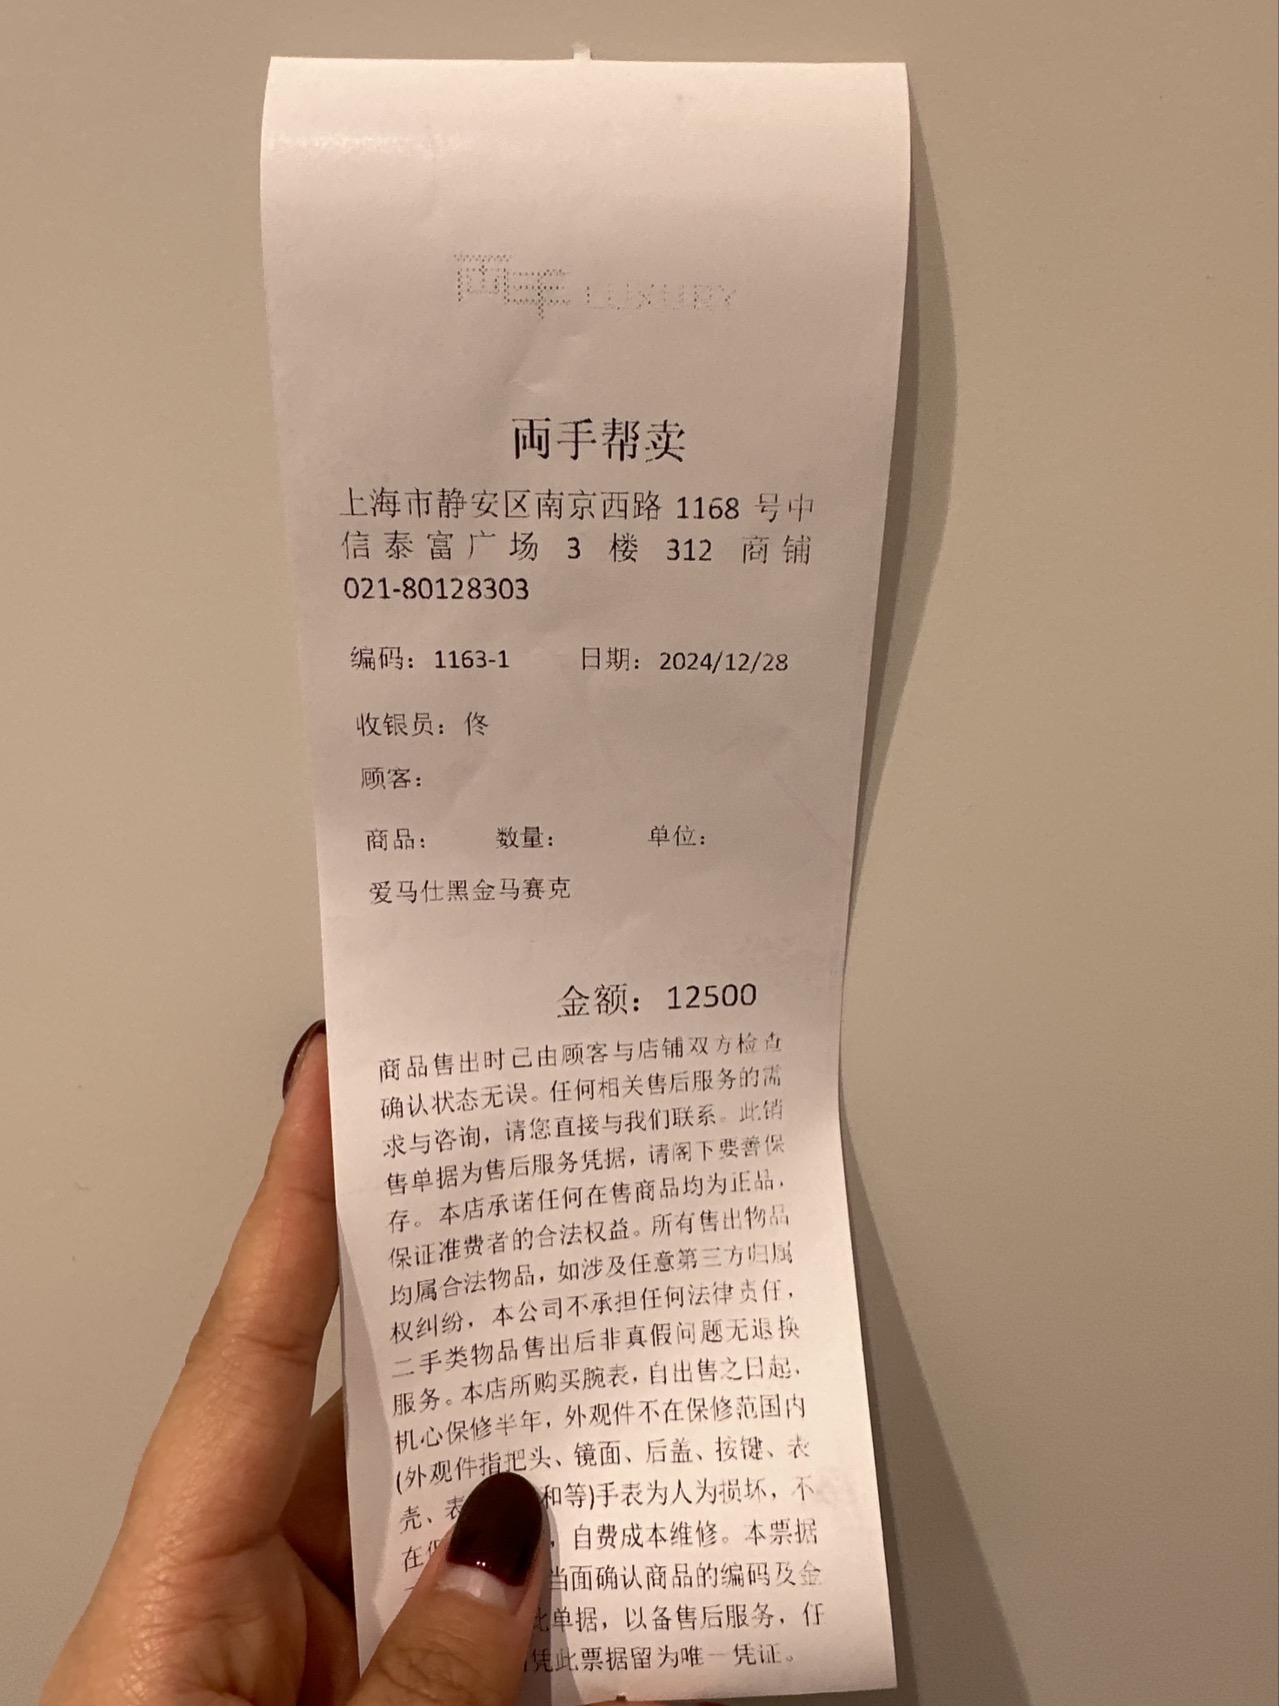 両手 LUXURY
両手帮卖
上海市静安区南京西路 1168 号中
信泰富广场 3 楼 312 商铺
021-80128303
编码：1163-1 日期：2024/12/28
收银员：佟
顾客：
商品： 数量： 单位：
爱马仕黑金马赛克
金额：12500
商品售出时已由顾客与店铺双方检查
确认状态无误。任何相关售后服务的需
求与咨询，请您直接与我们联系。此销
售单据为售后服务凭据，请阁下要善保
存。本店承诺任何在售商品均为正品，
保证准费者的合法权益。所有售出物品
均属合法物品，如涉及任意第三方归属
权纠纷，本公司不承担任何法律责任，
二手类物品售出后非真假问题无退换
服务。本店所购买腕表，自出售之日起，
机心保修半年，外观件不在保修范围内
(外观件指把头、镜面、后盖、按键、表
壳、表 和等)手表为人为损坏，不
在 ，自费成本维修。本票据
当面确认商品的编码及金
此单据，以备售后服务，仟
凭此票据留为唯一凭证。